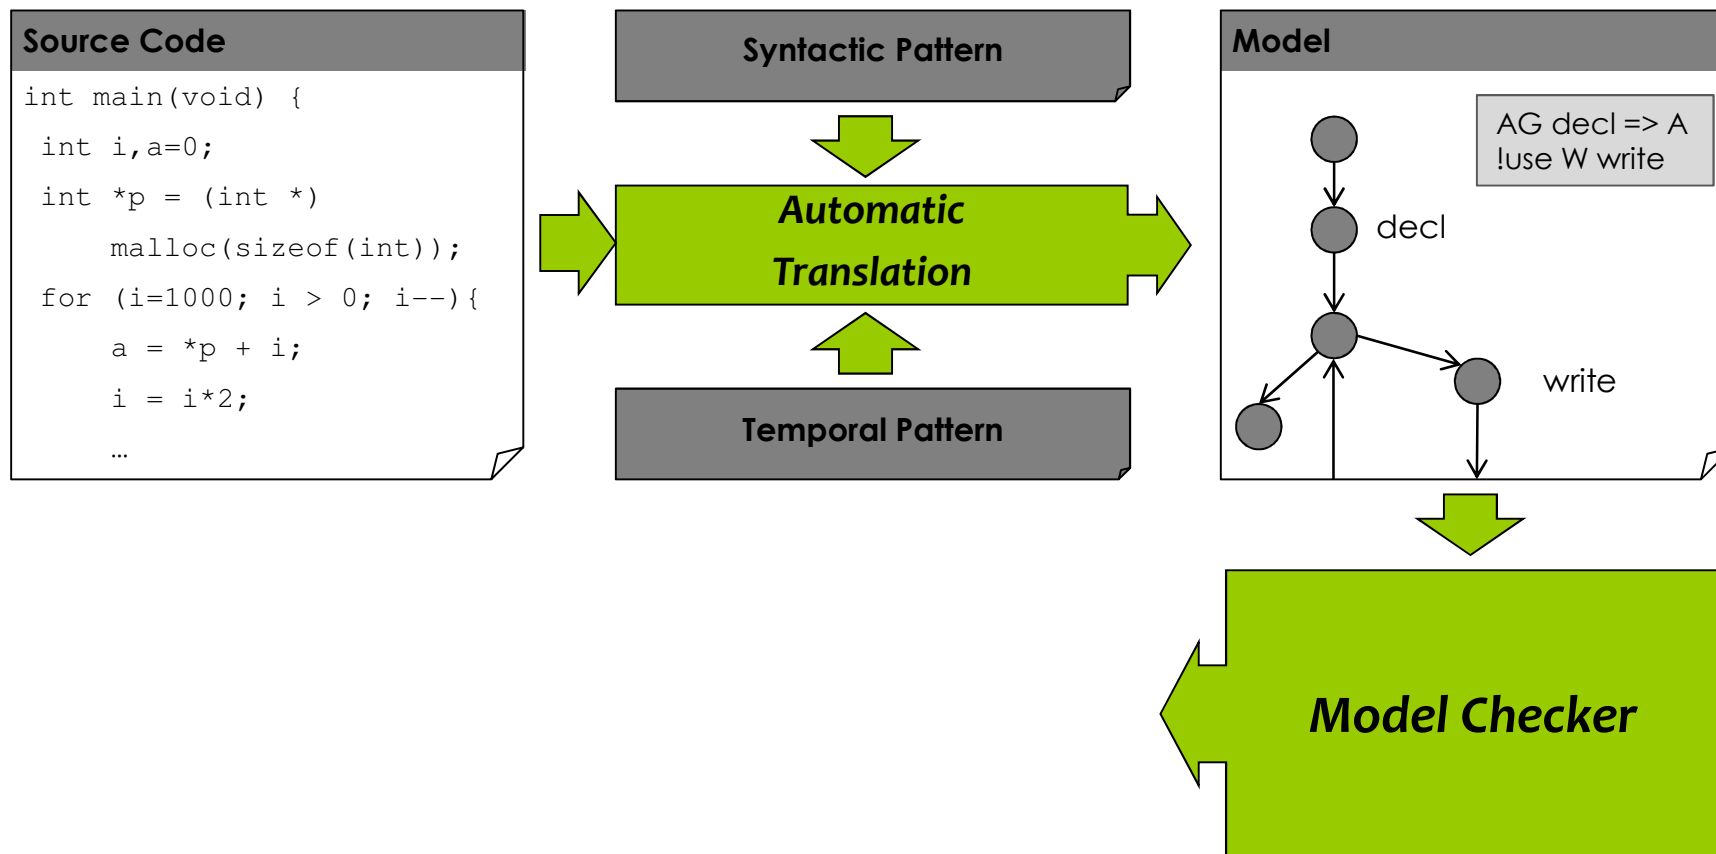 Source Code
int main(void) {
int i,a=0;
int *p = (int *)
malloc(sizeof(int));
for (i=1000; i > 0; i--){
a = *p + i;
i = i*2;
…
Syntactic Pattern
Automatic
Translation
Temporal Pattern
Model
AG decl => A
!use W write
decl
write
Model Checker